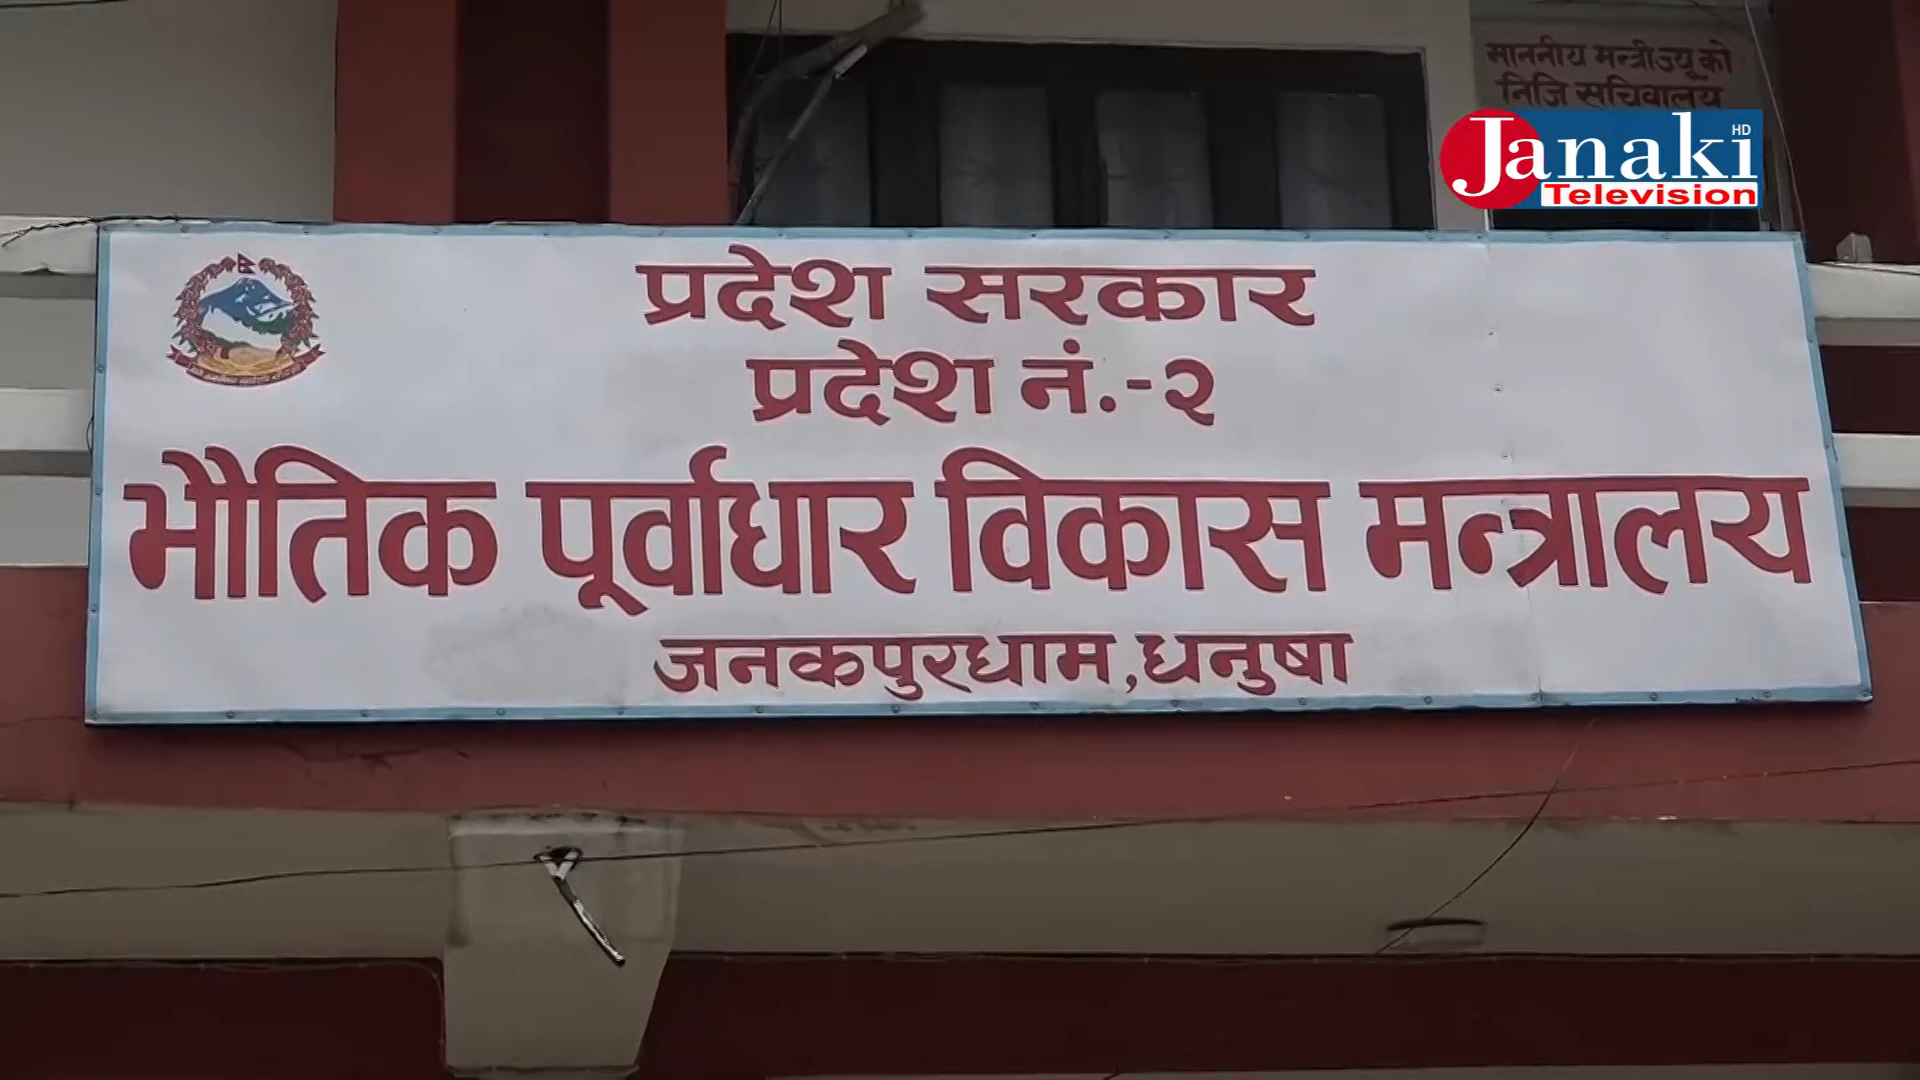 माननीय मन्त्रीज्यूको
निजि सचिवालय
Janaki HD
Television
प्रदेश सरकार
प्रदेश नं.-२
भौतिक पूर्वाधार विकास मन्त्रालय
जनकपुरधाम,धनुषा